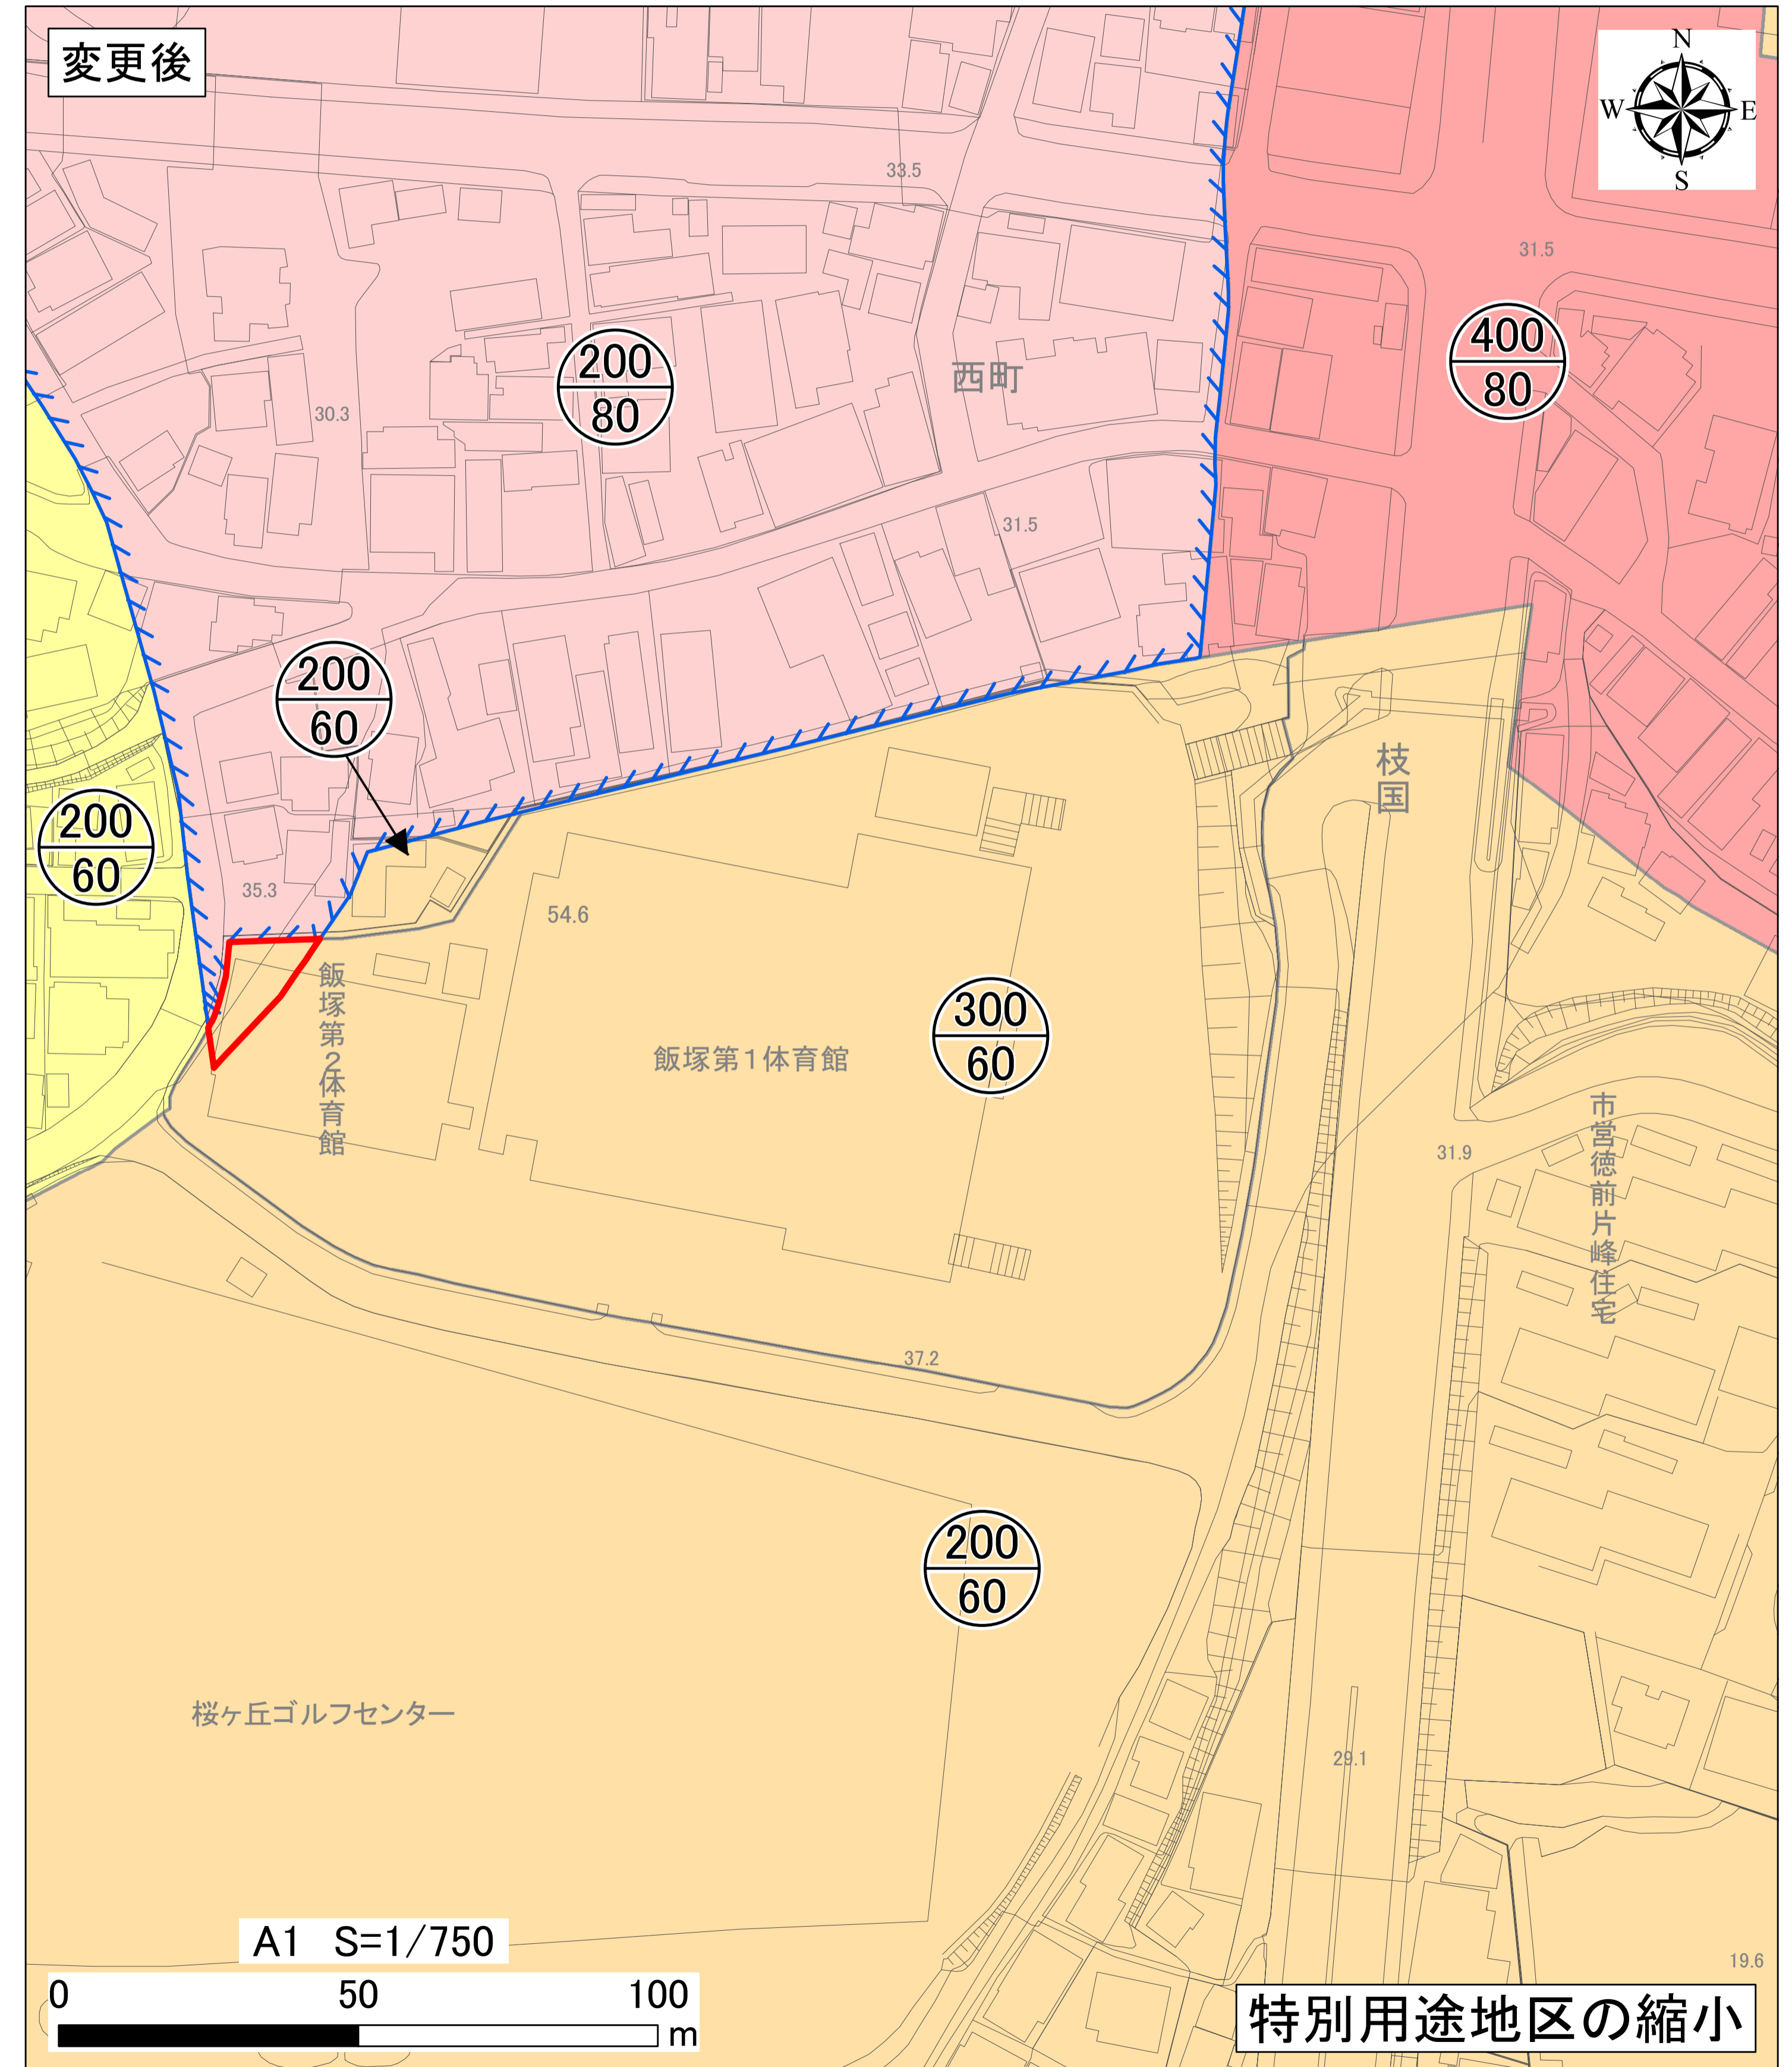 変更後
N
W
E
S
33.5
31.5
400
80
200
80
西町
30.3
31.5
200
60
枝国
200
60
35.3
54.6
飯塚第2体育館
飯塚第1体育館
300
60
市営徳前片峰住宅
31.9
37.2
200
60
桜ヶ丘ゴルフセンター
29.1
A1 S=1/750
19.6
0 50 100
m
特別用途地区の縮小